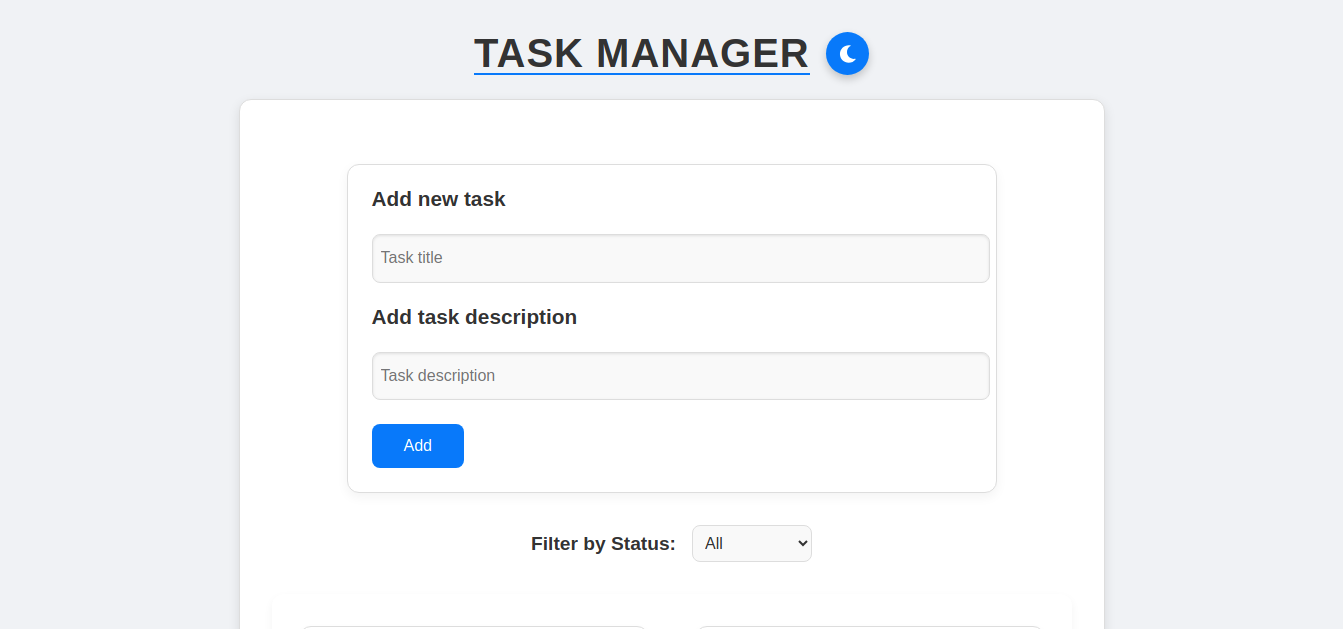 TASK MANAGER
Add new task
Task title
Add task description
Task description
Add
Filter by Status: All